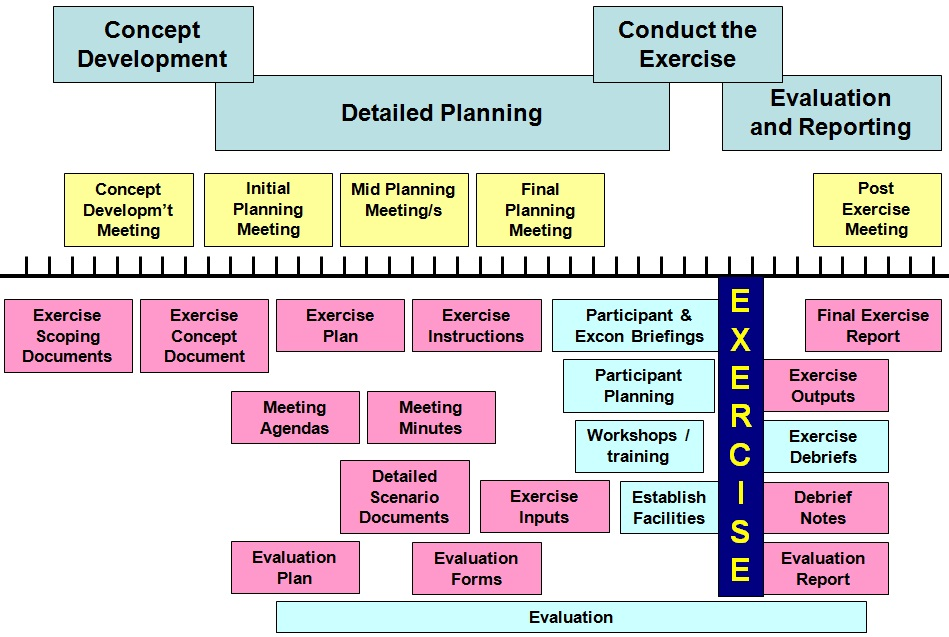 Concept
Development
Conduct the
Exercise
Detailed Planning
Evaluation
and Reporting
Concept
Developm't
Meeting
Initial
Planning
Meeting
Mid Planning
Meeting/s
Final
Planning
Meeting
Post
Exercise
Meeting
Exercise
Scoping
Documents
Exercise
Concept
Document
Exercise
Plan
Exercise
Instructions
Participant &
Excon Briefings
EXERCISE
Final Exercise
Report
Participant
Planning
Exercise
Outputs
Meeting
Agendas
Meeting
Minutes
Workshops /
training
Exercise
Debriefs
Detailed
Scenario
Documents
Exercise
Inputs
Establish
Facilities
Debrief
Notes
Evaluation
Plan
Evaluation
Forms
Evaluation
Report
Evaluation